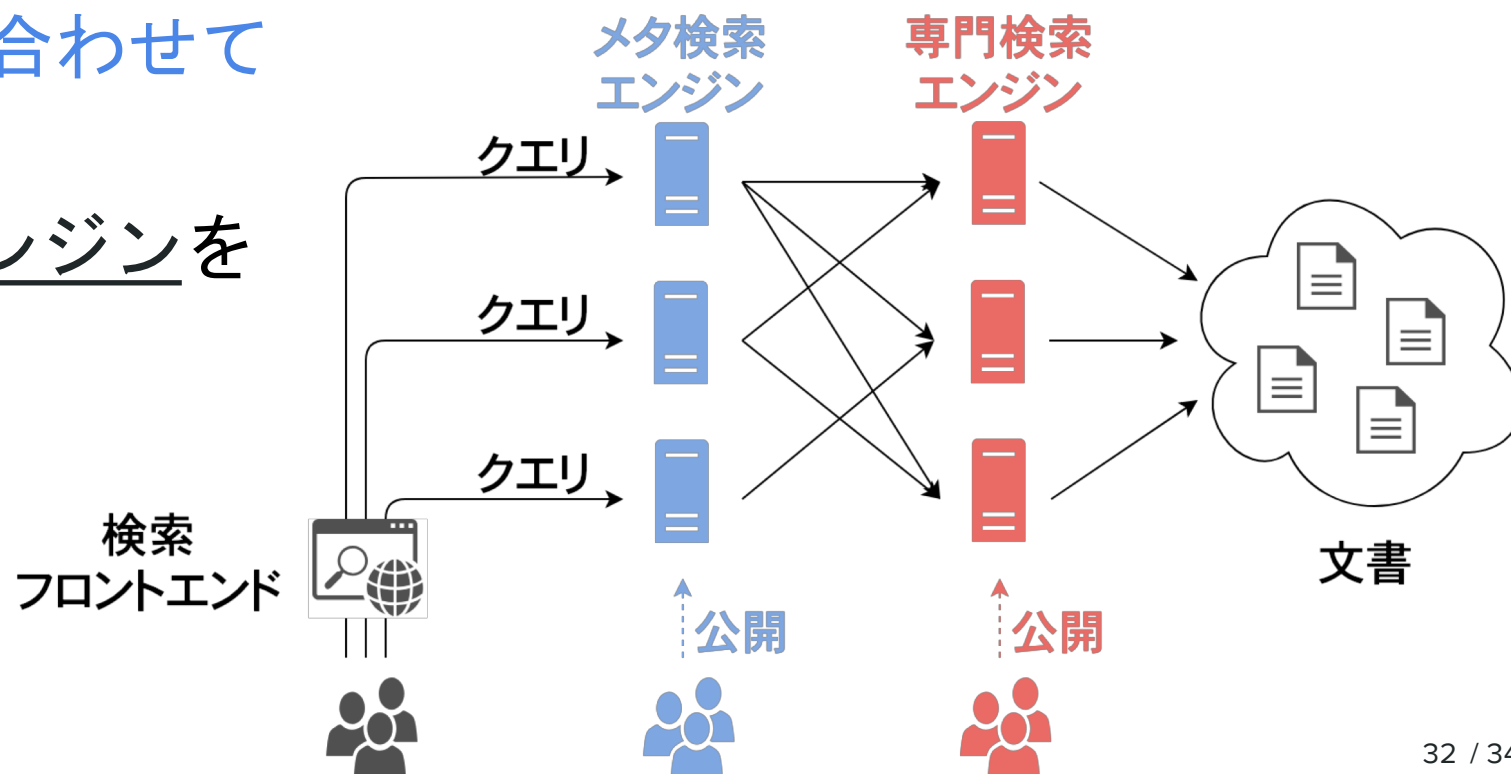 合わせて
ンジンを
メタ検索
エンジン
専門検索
エンジン
クエリ
クエリ
クエリ
検索
フロントエンド
文書
公開
公開
32 / 34